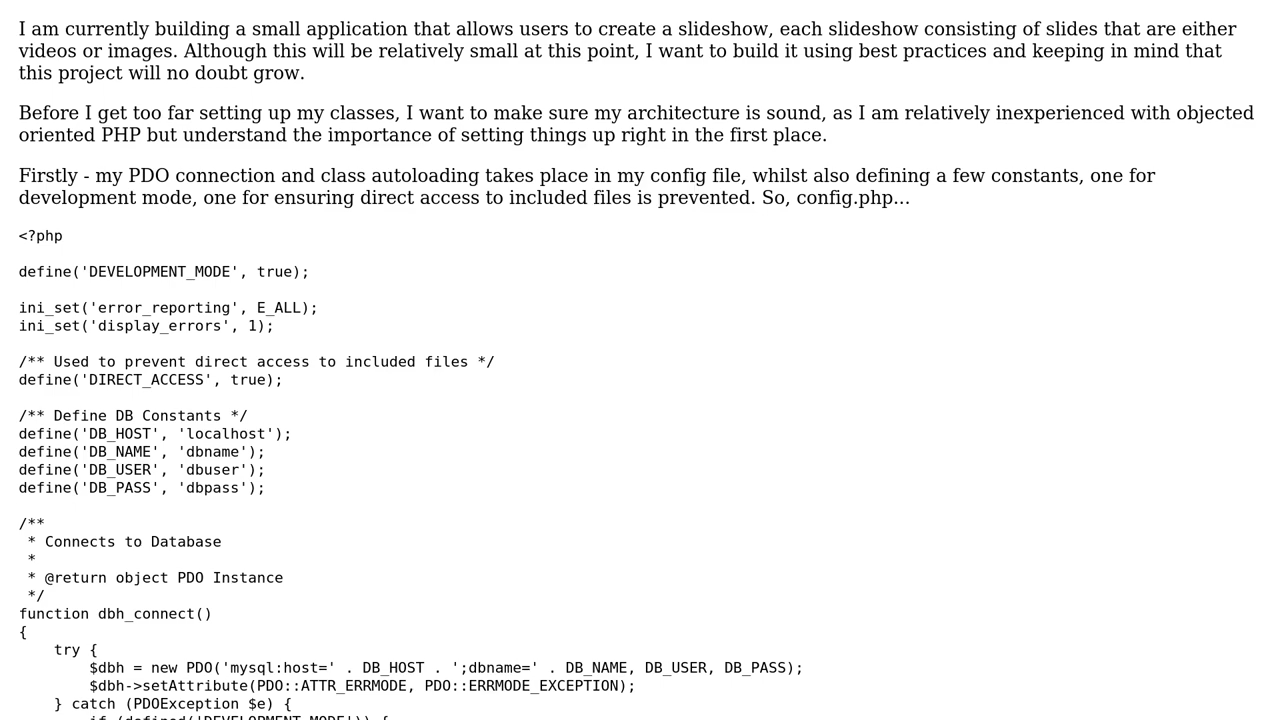 I am currently building a small application that allows users to create a slideshow, each slideshow consisting of slides that are either
videos or images. Although this will be relatively small at this point, I want to build it using best practices and keeping in mind that
this project will no doubt grow.
Before I get too far setting up my classes, I want to make sure my architecture is sound, as I am relatively inexperienced with objected
oriented PHP but understand the importance of setting things up right in the first place.
Firstly - my PDO connection and class autoloading takes place in my config file, whilst also defining a few constants, one for
development mode, one for ensuring direct access to included files is prevented. So, config.php...
<?php
define('DEVELOPMENT_MODE', true);
ini_set('error_reporting', E_ALL);
ini_set('display_errors', 1);
/** Used to prevent direct access to included files */
define('DIRECT_ACCESS', true);
/** Define DB Constants */
define('DB_HOST', 'localhost');
define('DB_NAME', 'dbname');
define('DB_USER', 'dbuser');
define('DB_PASS', 'dbpass');
/**
 * Connects to Database
 *
 * @return object PDO Instance
 */
function dbh_connect()
{
    try {
        $dbh = new PDO('mysql:host=' . DB_HOST . ';dbname=' . DB_NAME, DB_USER, DB_PASS);
        $dbh->setAttribute(PDO::ATTR_ERRMODE, PDO::ERRMODE_EXCEPTION);
    } catch (PDOException $e) {
        if (defined('DEVELOPMENT_MODE')) {